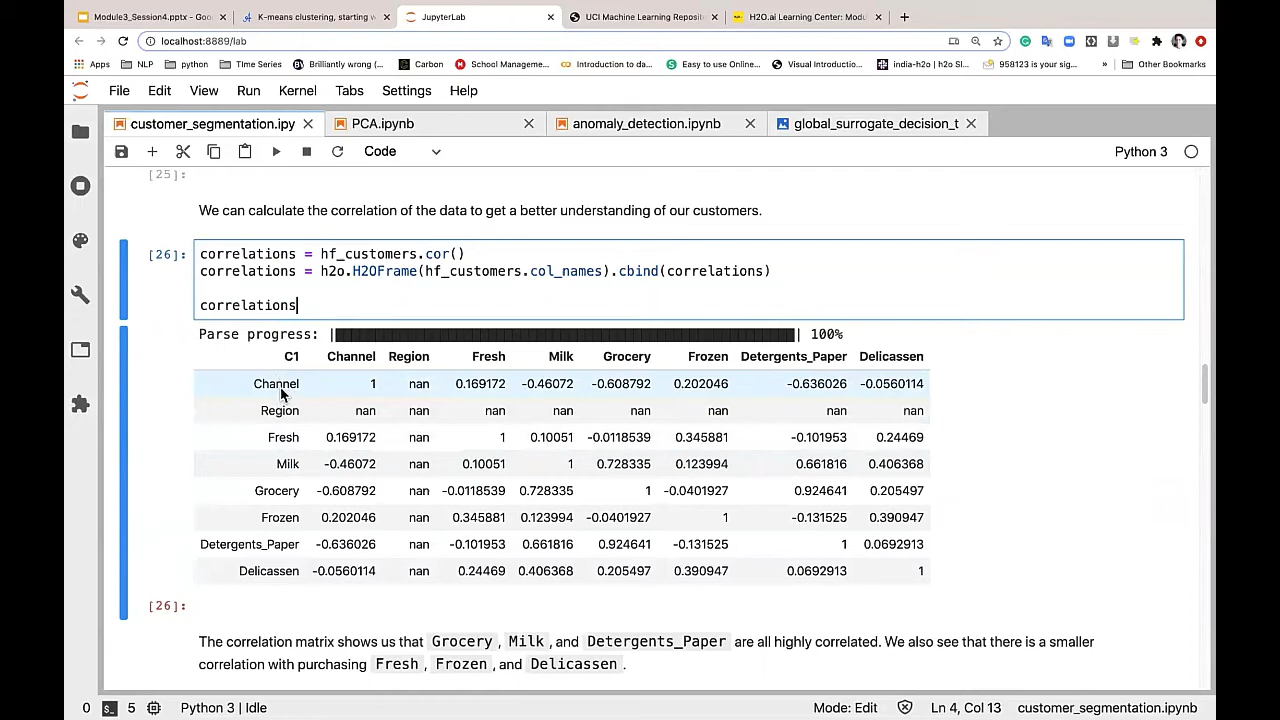 Module3_Session4.pptx - Goo
K-means clustering, starting w
JupyterLab
UCI Machine Learning Reposit
H2O.ai Learning Center: Modu
localhost:8889/lab
Apps
NLP
python
TIme Series
Brilliantly wrong (...
Carbon
School Manageme...
Introduction to da...
Easy to use Online...
Visual Introductio...
india-h2o | h2o Sl...
958123 is your sig...
»
Other Bookmarks
File Edit View Run Kernel Tabs Settings Help
customer_segmentation.ipy
PCA.ipynb
anomaly_detection.ipynb
global_surrogate_decision_t
Code
Python 3
[25]:
We can calculate the correlation of the data to get a better understanding of our customers.
[26]: correlations = hf_customers.cor()
correlations = h2o.H2OFrame(hf_customers.col_names).cbind(correlations)
correlations
Parse progress: | | 100%
C1 Channel Region Fresh Milk Grocery Frozen Detergents_Paper Delicassen
Channel 1 nan 0.169172 -0.46072 -0.608792 0.202046 -0.636026 -0.0560114
Region nan nan nan nan nan nan nan nan
Fresh 0.169172 nan 1 0.10051 -0.0118539 0.345881 -0.101953 0.24469
Milk -0.46072 nan 0.10051 1 0.728335 0.123994 0.661816 0.406368
Grocery -0.608792 nan -0.0118539 0.728335 1 -0.0401927 0.924641 0.205497
Frozen 0.202046 nan 0.345881 0.123994 -0.0401927 1 -0.131525 0.390947
Detergents_Paper -0.636026 nan -0.101953 0.661816 0.924641 -0.131525 1 0.0692913
Delicassen -0.0560114 nan 0.24469 0.406368 0.205497 0.390947 0.0692913 1
[26]:
The correlation matrix shows us that Grocery , Milk , and Detergents_Paper are all highly correlated. We also see that there is a smaller
correlation with purchasing Fresh , Frozen , and Delicassen .
0 5 Python 3 | Idle Mode: Edit Ln 4, Col 13 customer_segmentation.ipynb